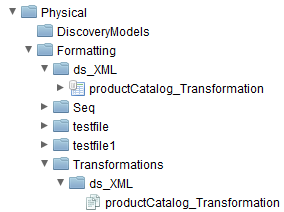 Physical
DiscoveryModels
Formatting
ds_XML
productCatalog_Transformation
Seq
testfile
testfile1
Transformations
ds_XML
productCatalog_Transformation